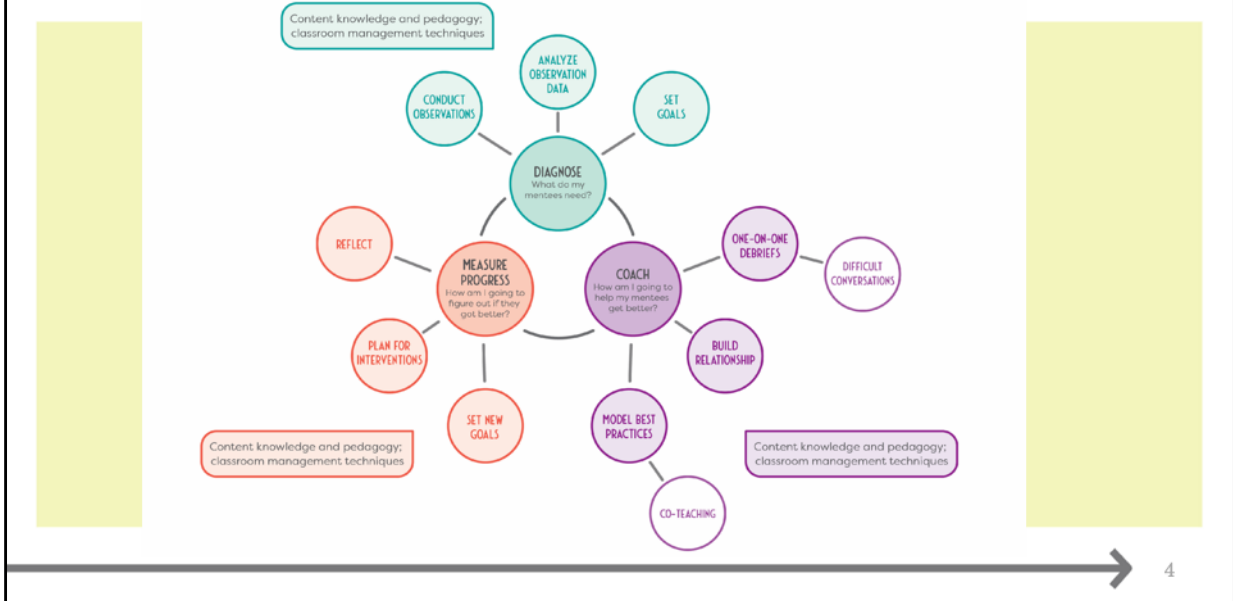 Content knowledge and pedagogy;
classroom management techniques
ANALYZE
OBSERVATION
DATA
CONDUCT
OBSERVATIONS
SET
GOALS
DIAGNOSE
What do my
mentees need?
REFLECT
MEASURE
PROGRESS
How am I going to
figure out if they
got better?
COACH
How am I going to
help my mentees
get better?
ONE-ON-ONE
DEBRIEFS
DIFFICULT
CONVERSATIONS
PLAN FOR
INTERVENTIONS
BUILD
RELATIONSHIP
SET NEW
GOALS
MODEL BEST
PRACTICES
Content knowledge and pedagogy;
classroom management techniques
Content knowledge and pedagogy;
classroom management techniques
CO-TEACHING
4